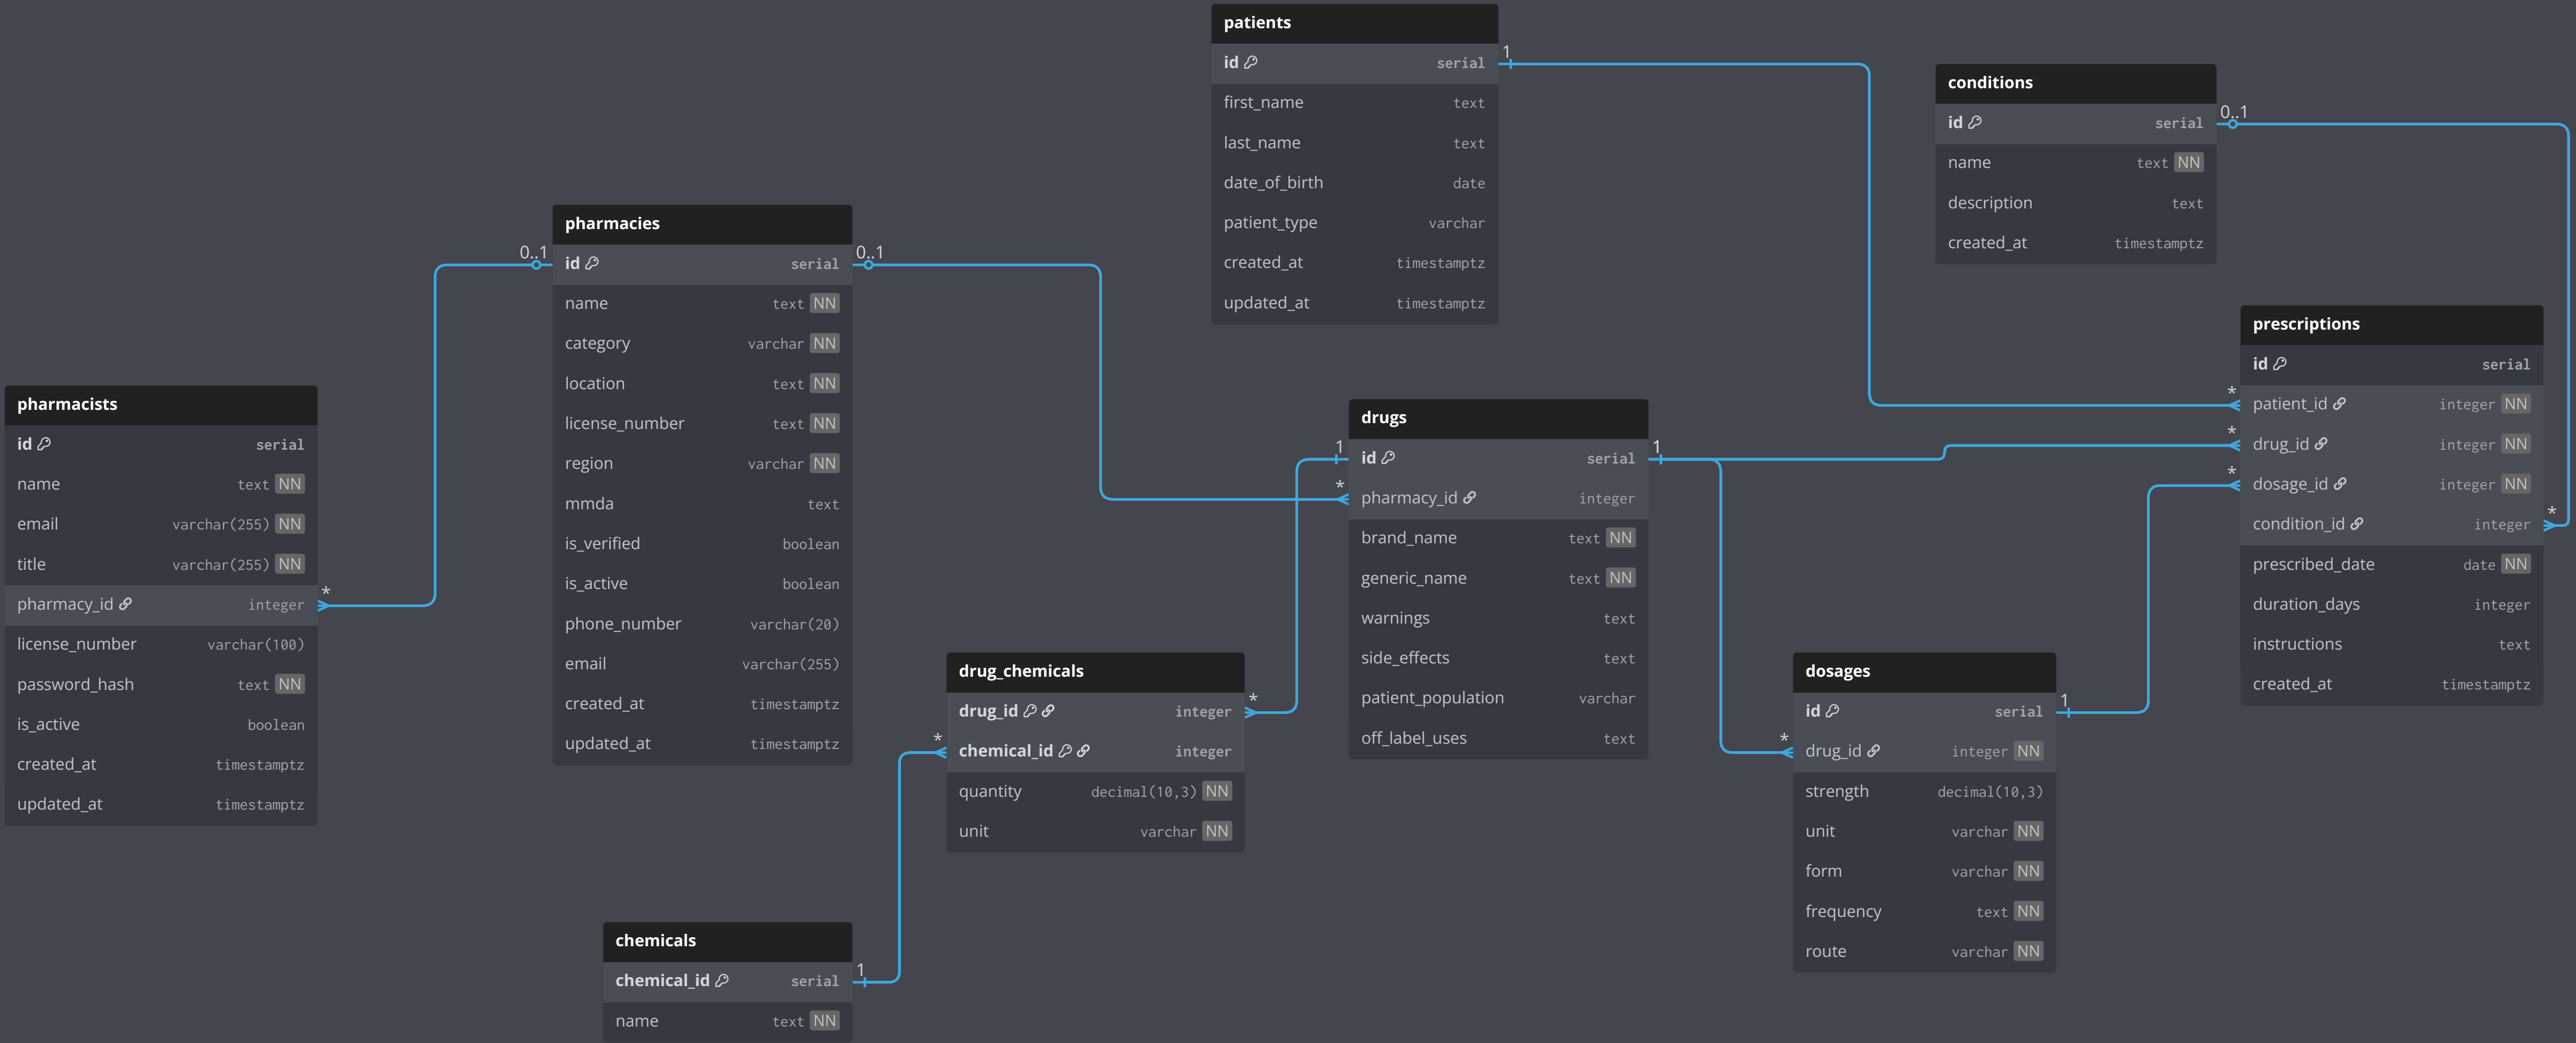 patients
id serial
first_name text
last_name text
date_of_birth date
patient_type varchar
created_at timestamptz
updated_at timestamptz
1
conditions
id serial
name text NN
description text
created_at timestamptz
0..1
pharmacies
id serial
name text NN
category varchar NN
location text NN
license_number text NN
region varchar NN
mmda text
is_verified boolean
is_active boolean
phone_number varchar(20)
email varchar(255)
created_at timestamptz
updated_at timestamptz
0..1
0..1
prescriptions
id serial
patient_id integer NN
drug_id integer NN
dosage_id integer NN
condition_id integer
prescribed_date date NN
duration_days integer
instructions text
created_at timestamptz
*
*
*
*
pharmacists
id serial
name text NN
email varchar(255) NN
title varchar(255) NN
pharmacy_id integer
license_number varchar(100)
password_hash text NN
is_active boolean
created_at timestamptz
updated_at timestamptz
*
drugs
id serial
pharmacy_id integer
brand_name text NN
generic_name text NN
warnings text
side_effects text
patient_population varchar
off_label_uses text
1
*
1
drug_chemicals
drug_id integer
chemical_id integer
quantity decimal(10,3) NN
unit varchar NN
*
*
dosages
id serial
drug_id integer NN
strength decimal(10,3)
unit varchar NN
form varchar NN
frequency text NN
route varchar NN
1
*
chemicals
chemical_id serial
name text NN
1